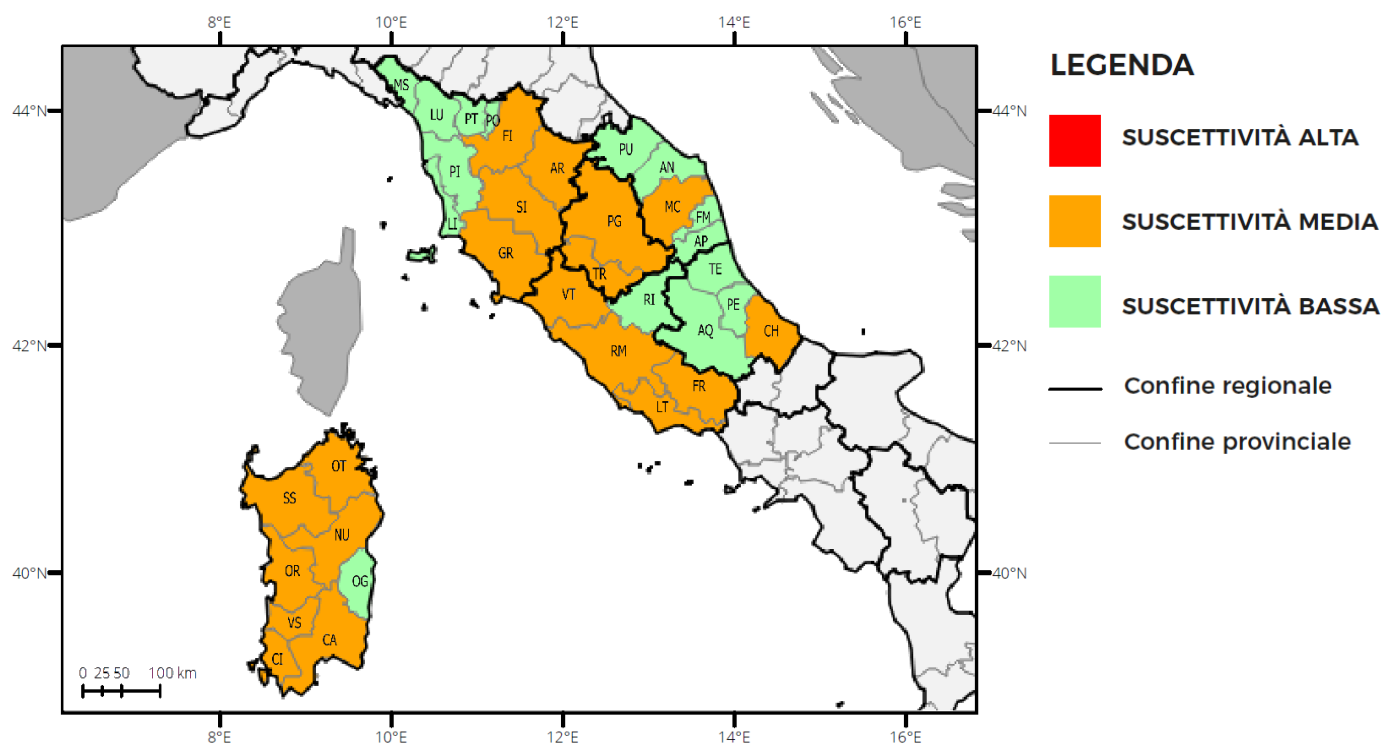 8°E 10°E 12°E 14°E 16°E
LEGENDA
44°N 44°N
SUSCETTIVITÀ ALTA
SUSCETTIVITÀ MEDIA
SUSCETTIVITÀ BASSA
Confine regionale
Confine provinciale
MS
LU PT PO
FI
PU
AN
AR
PI
SI
PG
MC
FM
LI
AP
GR
TR
TE
VT
RI
PE
AQ
CH
42°N 42°N
RM
FR
LT
OT
SS
NU
OR
OG
40°N 40°N
VS
CA
CI
0 25 50 100 km
8°E 10°E 12°E 14°E 16°E